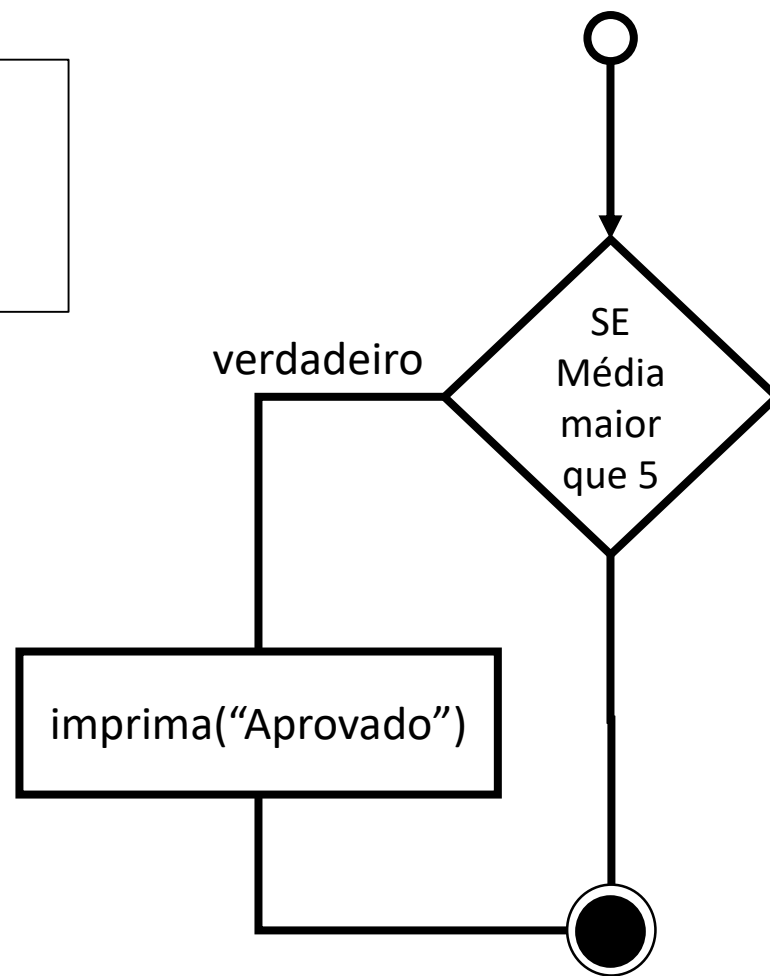 SE
Média
maior
que 5
verdadeiro
imprima(“Aprovado”)